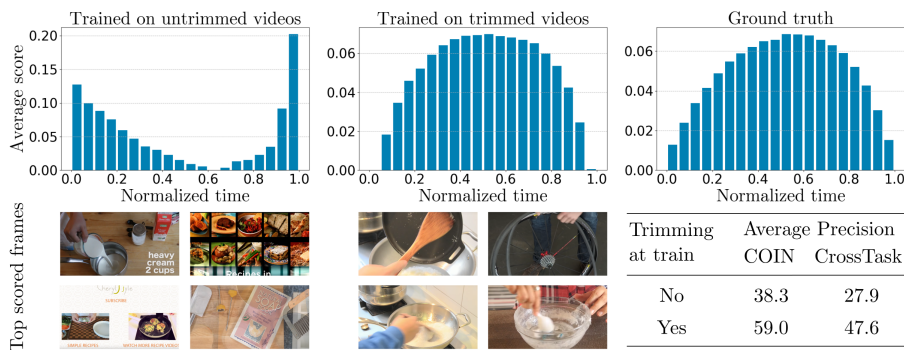 Trained on untrimmed videos
Trained on trimmed videos
Ground truth
Average score
0.20
0.15
0.10
0.05
0.00
0.0 0.2 0.4 0.6 0.8 1.0
Normalized time
0.06
0.04
0.02
0.00
0.0 0.2 0.4 0.6 0.8 1.0
Normalized time
0.06
0.04
0.02
0.00
0.0 0.2 0.4 0.6 0.8 1.0
Normalized time
Top scored frames
heavy
cream
2 cups
Recipes in
SUBSCRIBE
SIMPLE RECIPES
Trimming Average Precision
at train COIN CrossTask
No 38.3 27.9
Yes 59.0 47.6